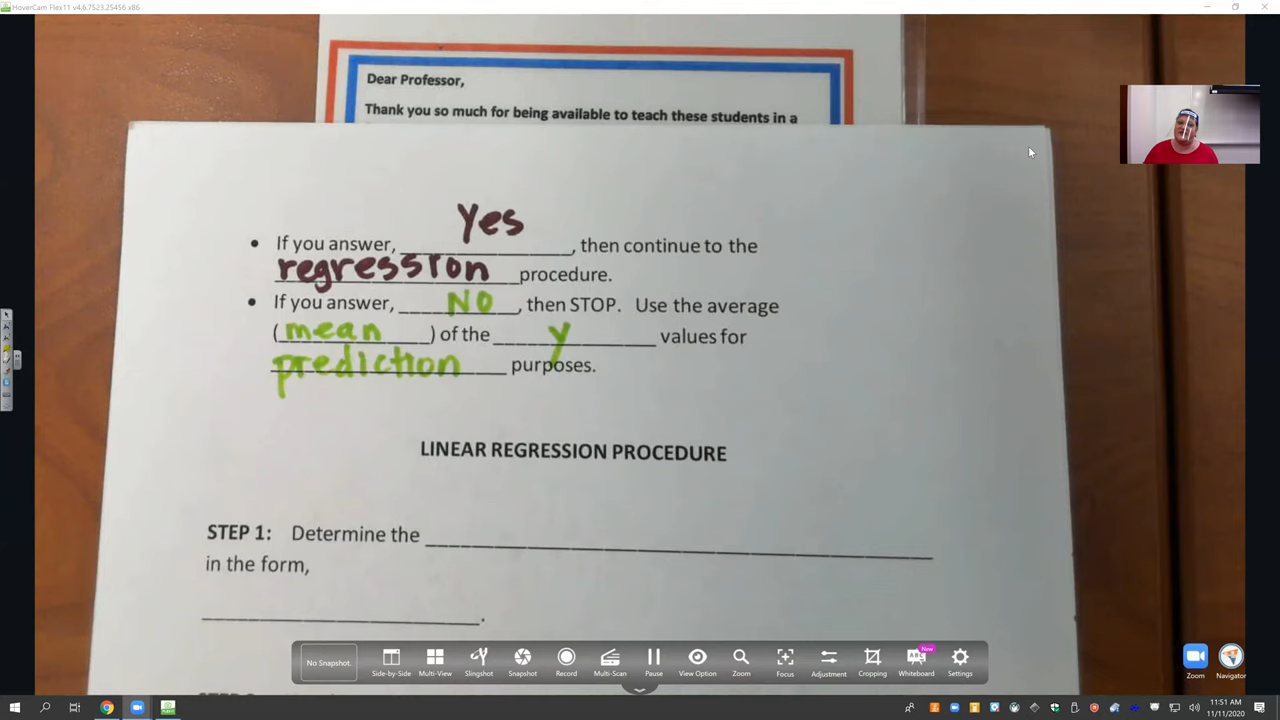 HoverCam Flex11 v4.6.7523.25456 x86
Dear Professor,
Thank you so much for being available to teach these students in a
• If you answer, yes, then continue to the
regression procedure.
• If you answer, NO, then STOP. Use the average
(mean) of the y values for
prediction purposes.
LINEAR REGRESSION PROCEDURE
STEP 1: Determine the
in the form,
.
No Snapshot.
Side-by-Side Multi-View Slingshot Snapshot Record Multi-Scan Pause View Option Zoom Focus Adjustment Cropping Whiteboard Settings
ABC
New
Zoom Navigator
11:51 AM
11/11/2020